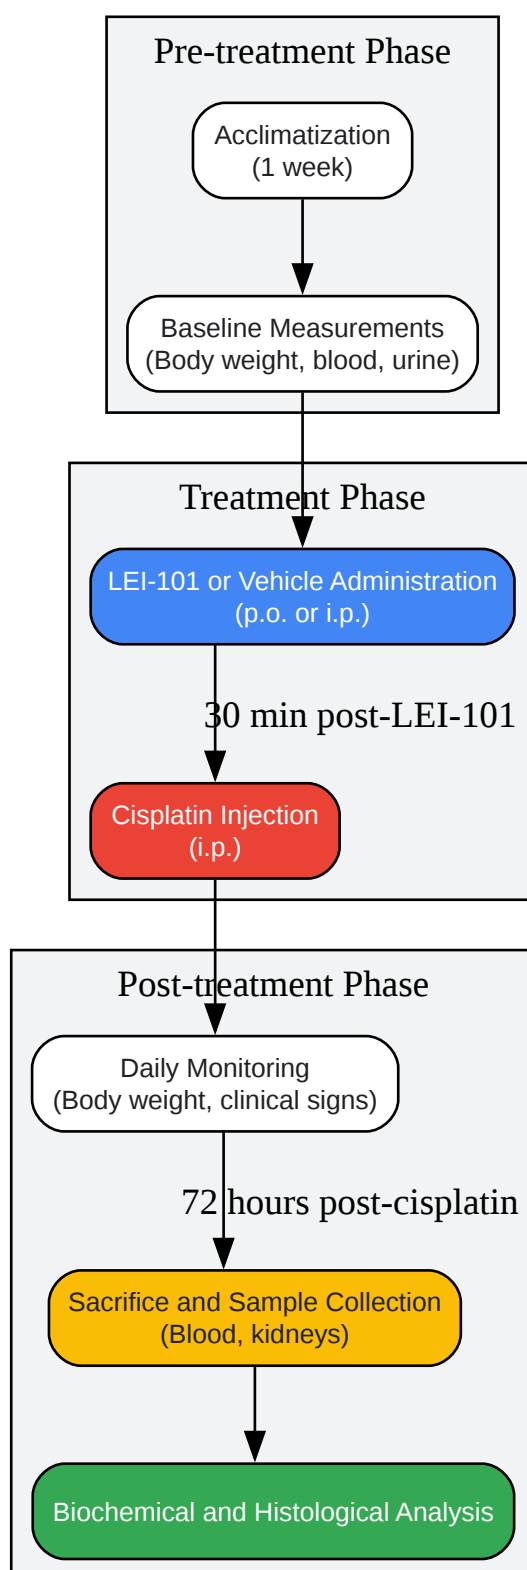 Pre-treatment Phase
Acclimatization
(1 week)
Baseline Measurements
(Body weight, blood, urine)
Treatment Phase
LEI-101 or Vehicle Administration
(p.o. or i.p.)
30 min post-LEI-101
Cisplatin Injection
(i.p.)
Post-treatment Phase
Daily Monitoring
(Body weight, clinical signs)
72 hours post-cisplatin
Sacrifice and Sample Collection
(Blood, kidneys)
Biochemical and Histological Analysis